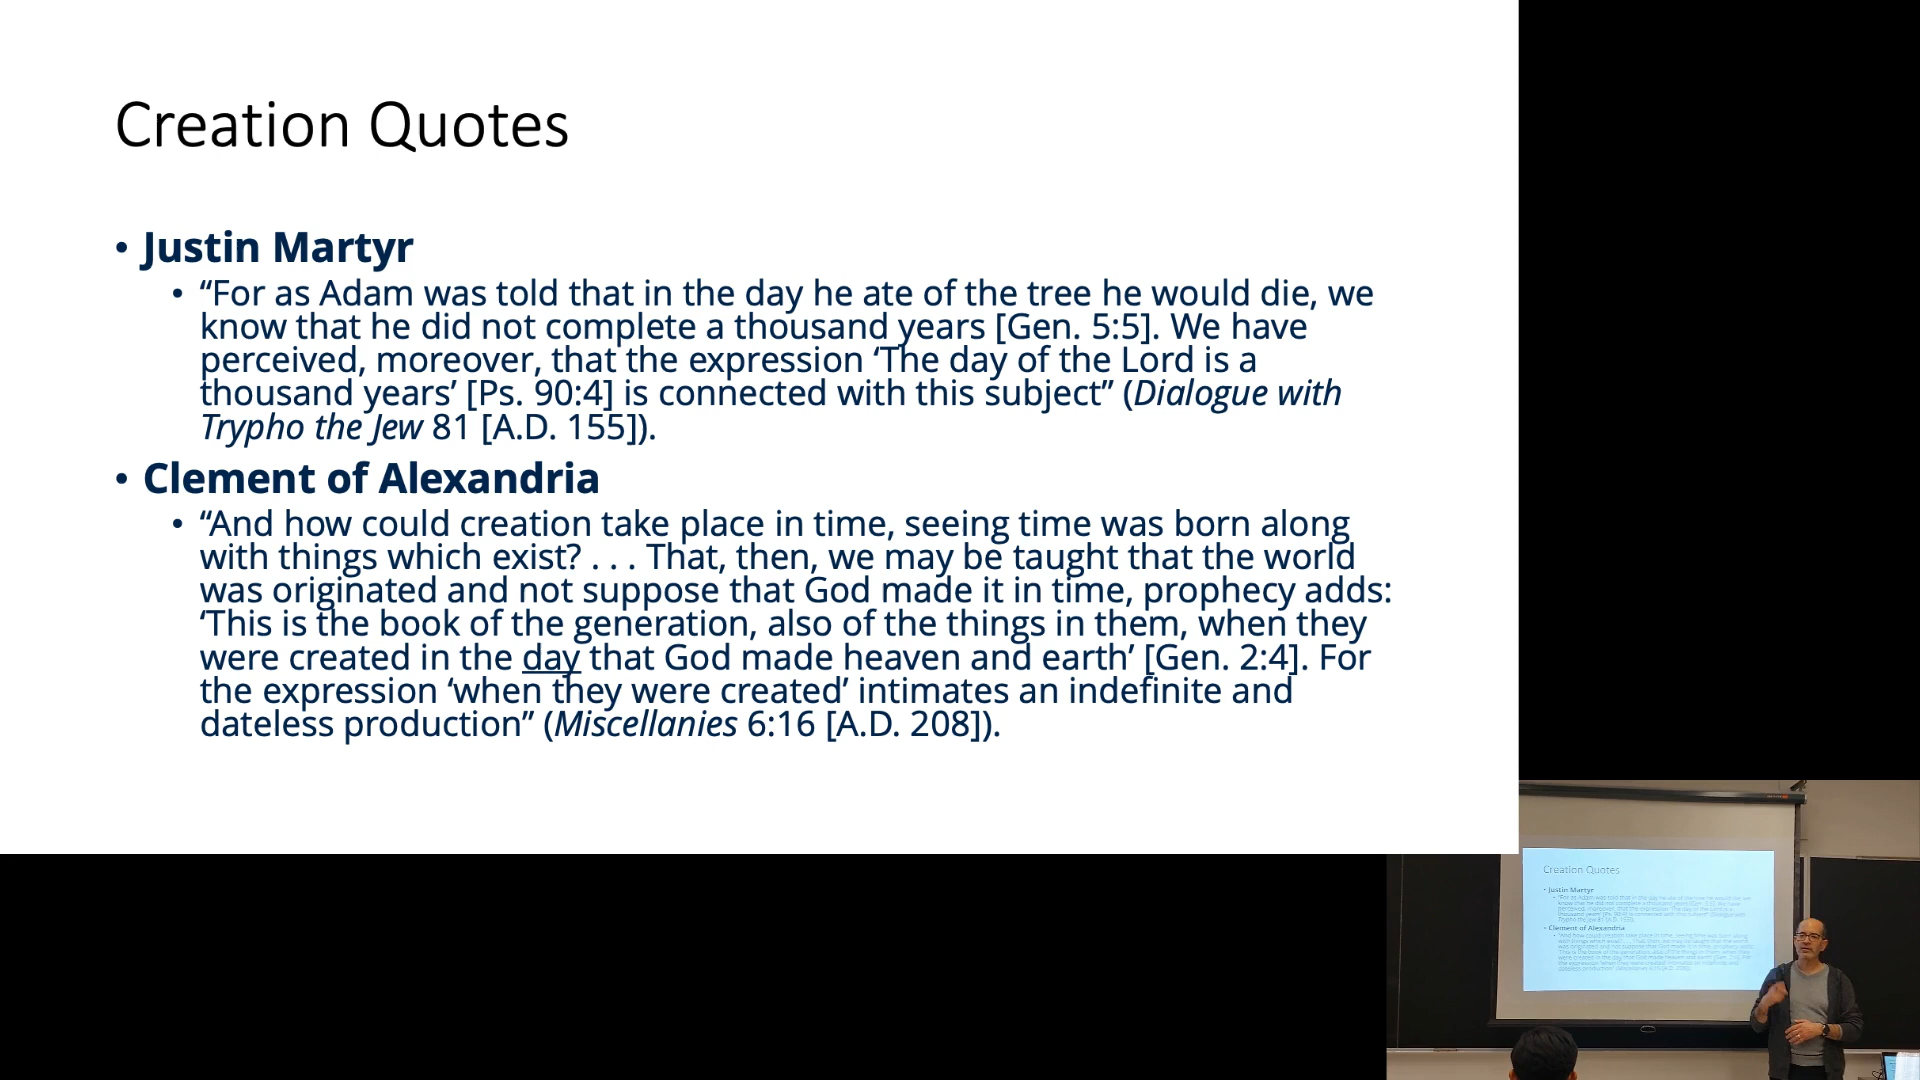 Creation Quotes
• Justin Martyr
• “For as Adam was told that in the day he ate of the tree he would die, we
know that he did not complete a thousand years [Gen. 5:5]. We have
perceived, moreover, that the expression ‘The day of the Lord is a
thousand years’ [Ps. 90:4] is connected with this subject” (Dialogue with
Trypho the Jew 81 [A.D. 155]).
• Clement of Alexandria
• “And how could creation take place in time, seeing time was born along
with things which exist? . . . That, then, we may be taught that the world
was originated and not suppose that God made it in time, prophecy adds:
‘This is the book of the generation, also of the things in them, when they
were created in the day that God made heaven and earth’ [Gen. 2:4]. For
the expression ‘when they were created’ intimates an indefinite and
dateless production” (Miscellanies 6:16 [A.D. 208]).
Creation Quotes
• Justin Martyr
• Clement of Alexandria